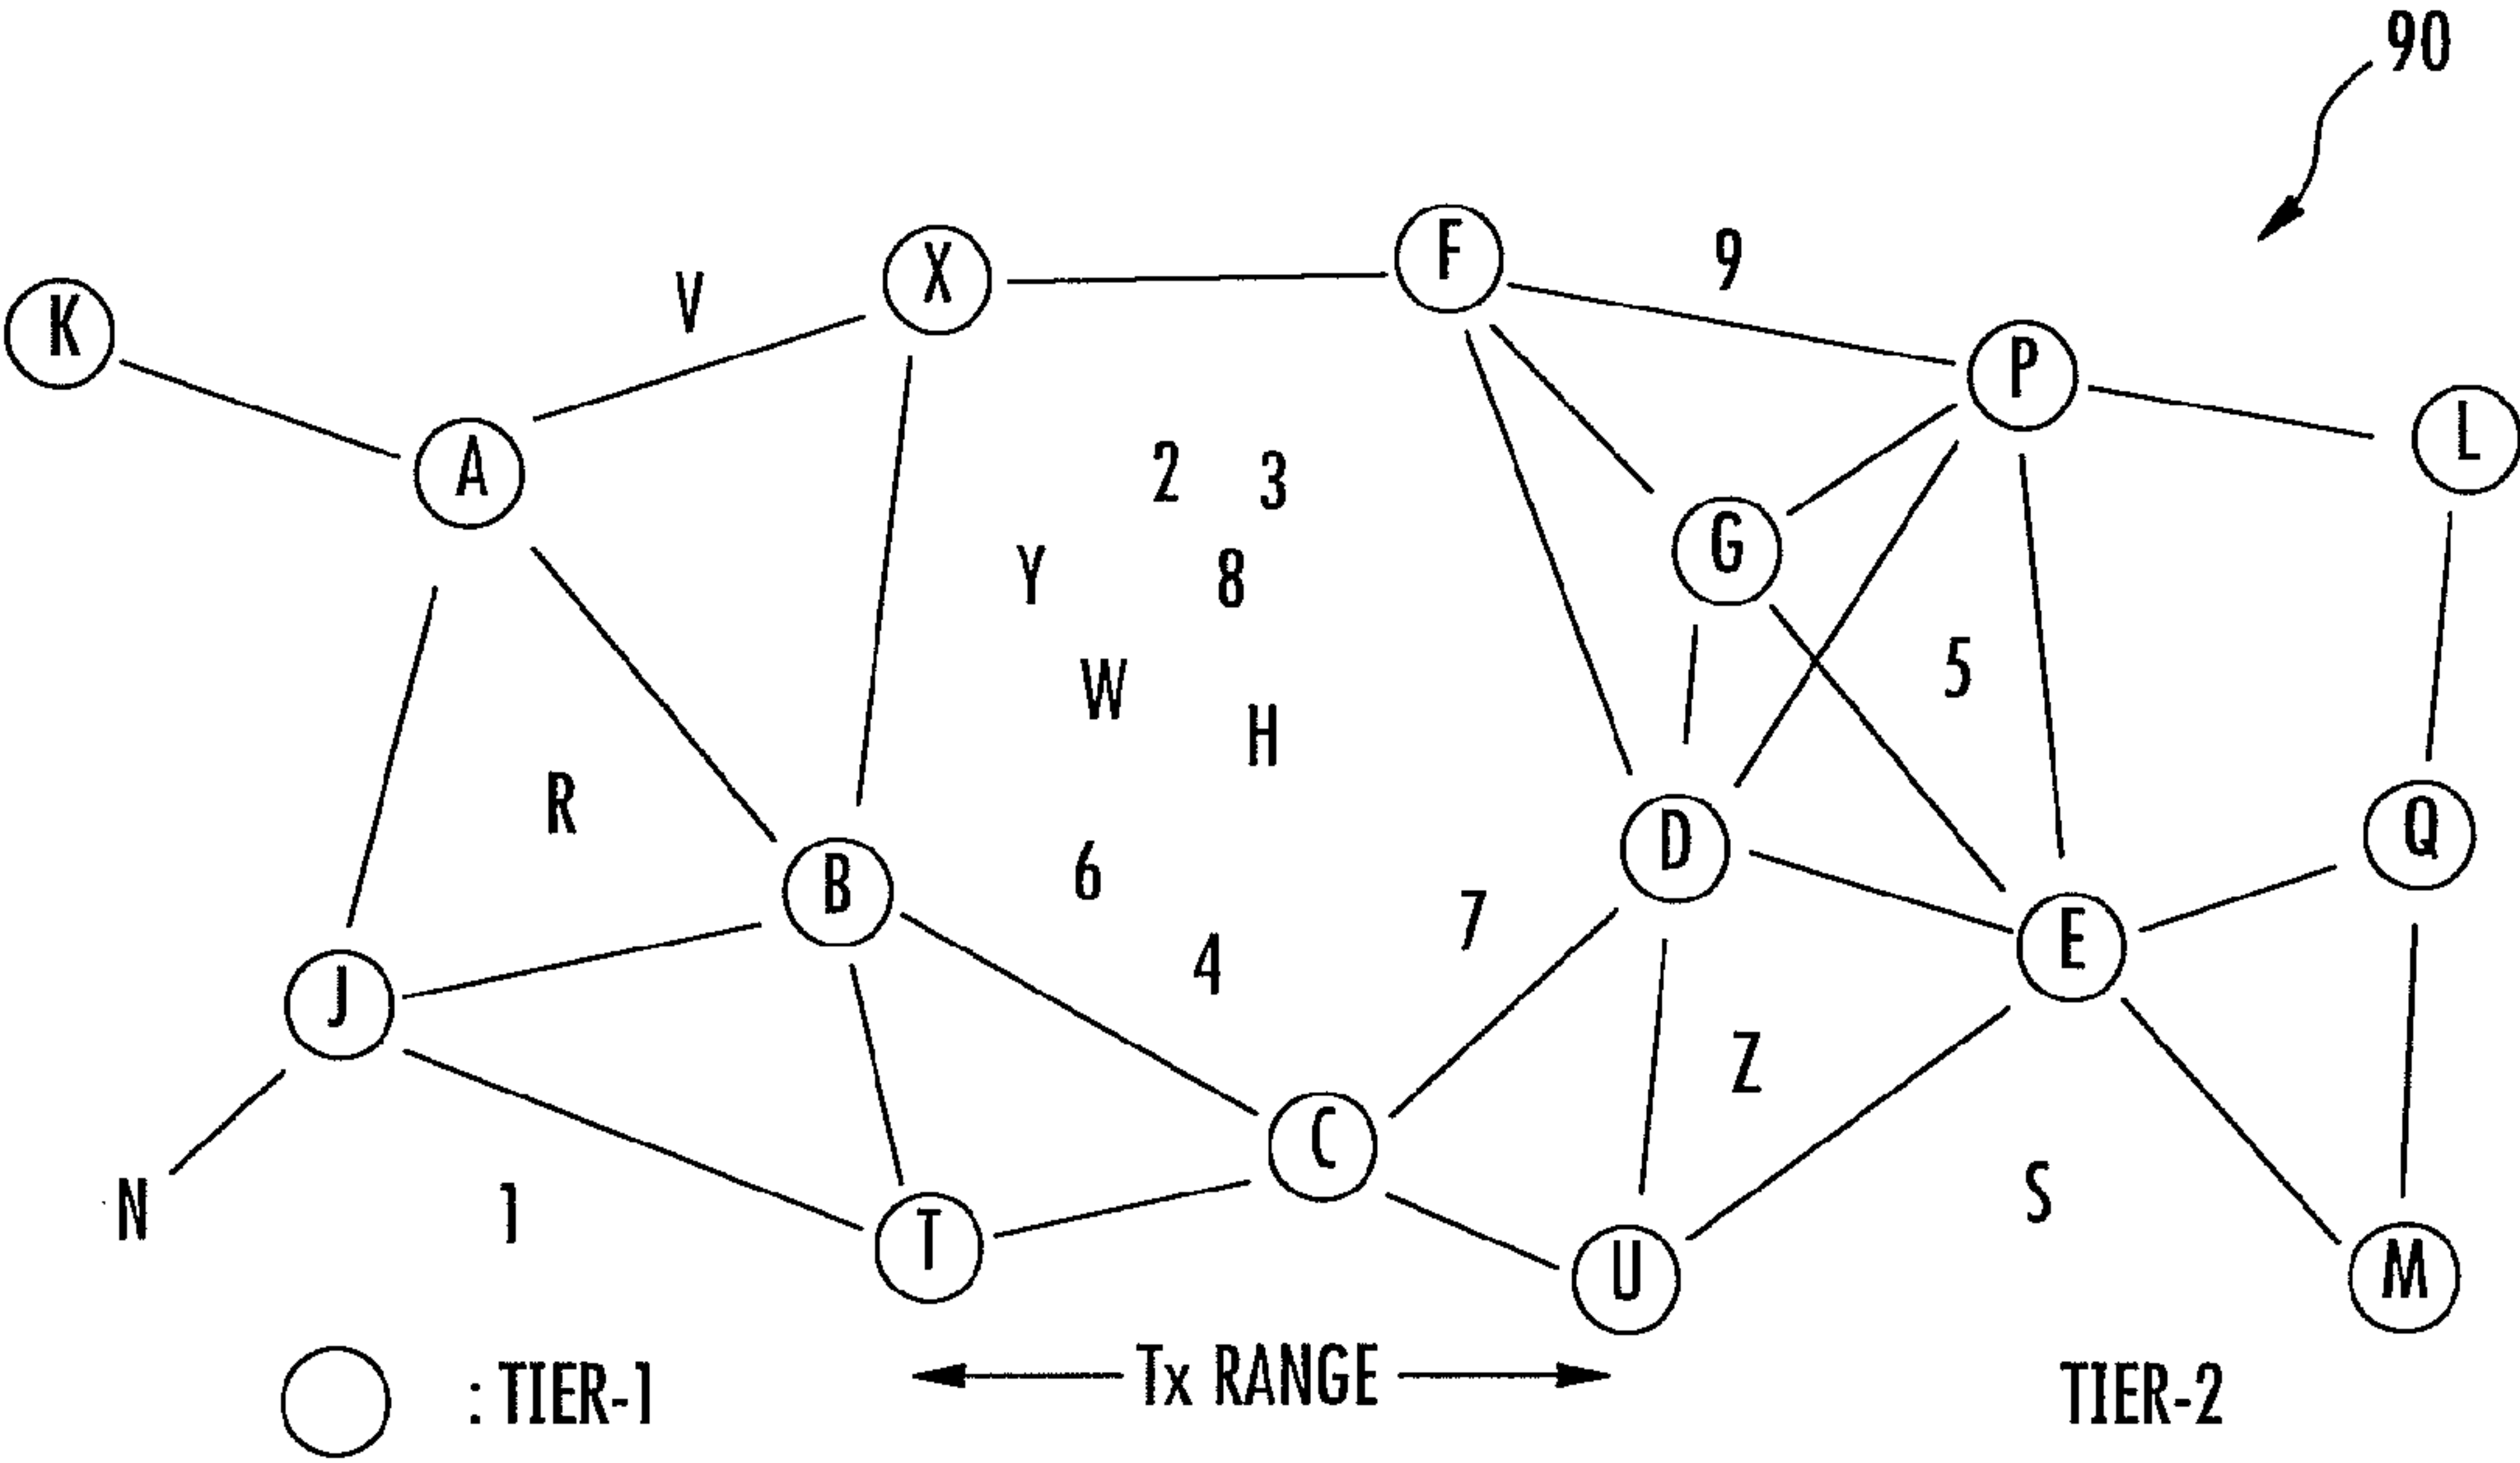 90
F
9
X
V
K
P
L
A
2
3
G
Y
8
5
W
H
R
Q
D
B
6
7
E
4
J
Z
C
S
N
1
T
U
M
: TIER-1
Tx RANGE
TIER-2